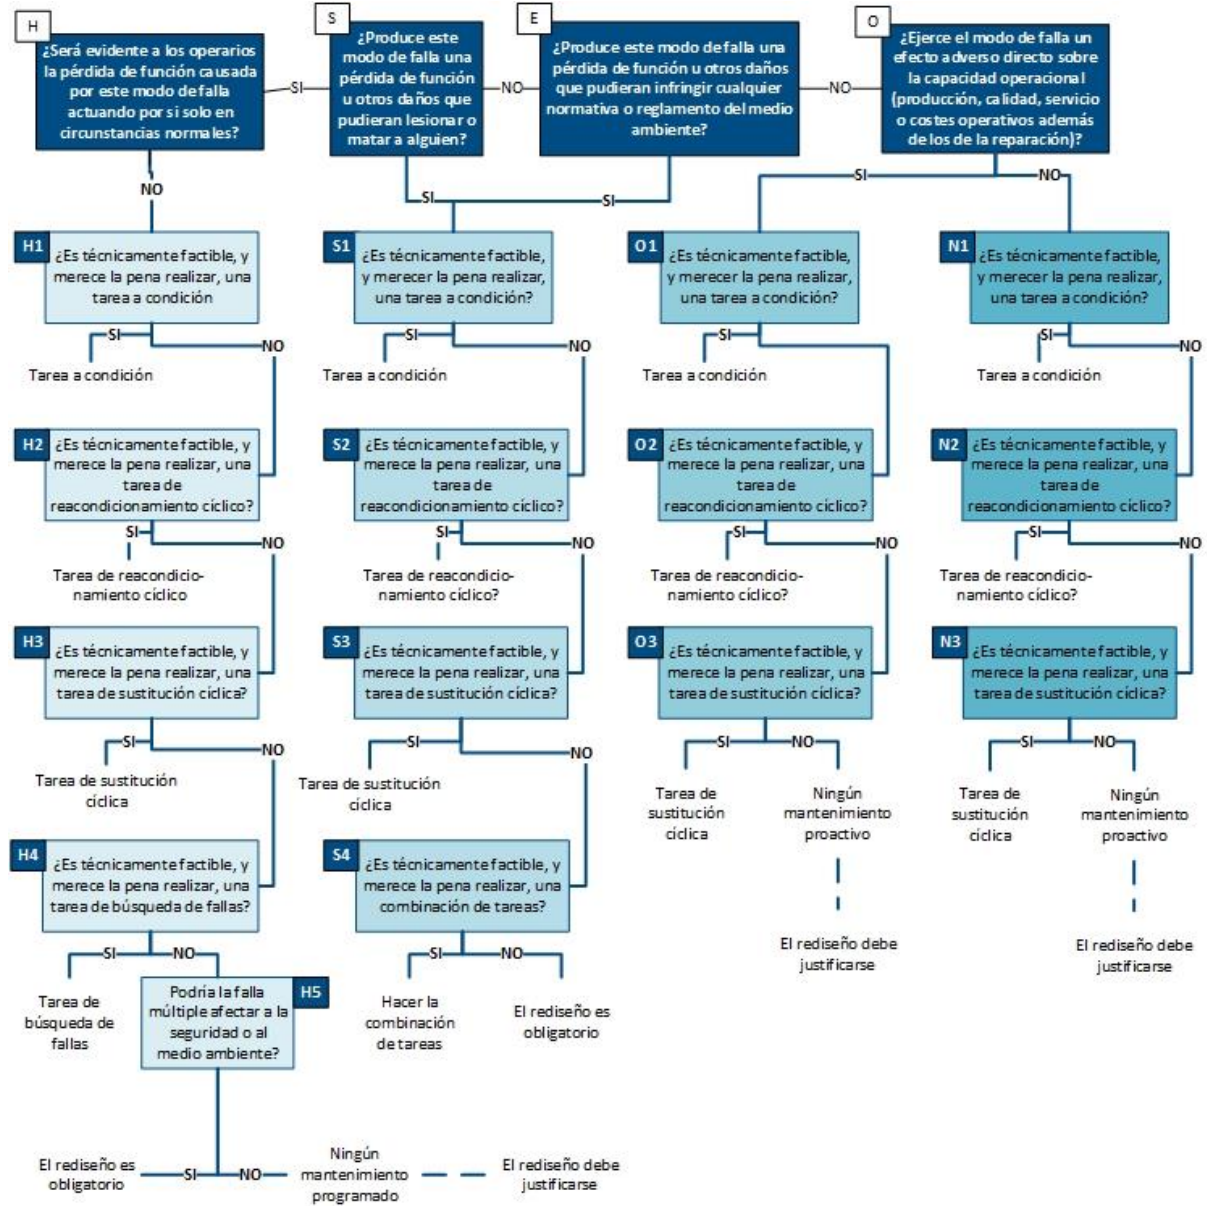 H
¿Será evidente a los operarios
la pérdida de función causada
por este modo de falla
actuando por si solo en
circunstancias normales?
SI
S
¿Produce este
modo de falla una
pérdida de función
u otros daños que
pudieran lesionar o
matar a alguien?
NO
E
¿Produce este modo de falla una
pérdida de función u otros daños
que pudieran infringir cualquier
normativa o reglamento del medio
ambiente?
NO
O
¿Ejerce el modo de falla un
efecto adverso directo sobre
la capacidad operacional
(producción, calidad, servicio
o costes operativos además
de los de la reparación)?
NO
SI
SI
SI
NO
H1
¿Es técnicamente factible, y
merece la pena realizar, una
tarea a condición
S1
¿Es técnicamente factible,
y merecer la pena realizar,
una tarea a condición?
O1
¿Es técnicamente factible,
y merecer la pena realizar,
una tarea a condición?
N1
¿Es técnicamente factible,
y merecer la pena realizar,
una tarea a condición?
SI
NO
SI
NO
SI
SI
NO
Tarea a condición
Tarea a condición
Tarea a condición
Tarea a condición
H2
¿Es técnicamente factible, y
merece la pena realizar, una
tarea de
reacondicionamiento cíclico?
S2
¿Es técnicamente factible, y
merece la pena realizar, una
tarea de
reacondicionamiento cíclico?
O2
¿Es técnicamente factible, y
merece la pena realizar, una
tarea de
reacondicionamiento cíclico?
N2
¿Es técnicamente factible, y
merece la pena realizar, una
tarea de
reacondicionamiento cíclico?
SI
NO
SI
NO
SI
NO
SI
NO
Tarea de reacondicio-
namiento cíclico
Tarea de reacondicio-
namiento cíclico?
Tarea de reacondicio-
namiento cíclico?
Tarea de reacondicio-
namiento cíclico?
H3
¿Es técnicamente factible, y
merece la pena realizar, una
tarea de sustitución cíclica?
S3
¿Es técnicamente factible, y
merece la pena realizar, una
tarea de sustitución cíclica?
O3
¿Es técnicamente factible, y
merece la pena realizar, una
tarea de sustitución cíclica?
N3
¿Es técnicamente factible, y
merece la pena realizar, una
tarea de sustitución cíclica?
SI
NO
SI
NO
SI
NO
SI
NO
Tarea de sustitución
cíclica
Tarea de sustitución
cíclica
Tarea de
sustitución
cíclica
Ningún
mantenimiento
proactivo
Tarea de
sustitución
cíclica
Ningún
mantenimiento
proactivo
H4
¿Es técnicamente factible, y
merece la pena realizar, una
tarea de búsqueda de fallas?
S4
¿Es técnicamente factible, y
merece la pena realizar, una
combinación de tareas?
El rediseño debe
justificarse
El rediseño debe
justificarse
SI
NO
SI
NO
Tarea de
búsqueda de
fallas
H5
Podría la falla
múltiple afectar a la
seguridad o al
medio ambiente?
Hacer la
combinación
de tareas
El rediseño es
obligatorio
El rediseño es
obligatorio
SI
NO
Ningún
mantenimiento
programado
El rediseño debe
justificarse